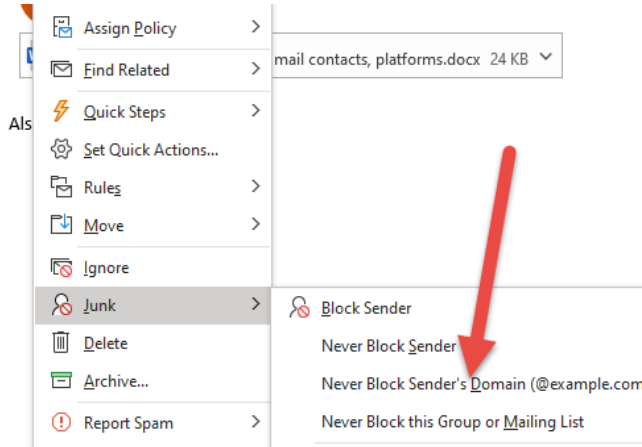 Assign Policy
Find Related
mail contacts, platforms.docx 24 KB
Quick Steps
Als
Set Quick Actions...
Rules
Move
Ignore
Junk
Block Sender
Delete
Never Block Sender
Archive...
Never Block Sender's Domain (@example.com
Report Spam
Never Block this Group or Mailing List